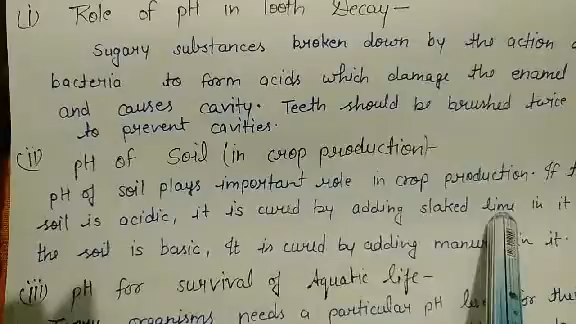 (i) Role of pH in Tooth Decay-
Sugary substances broken down by the action
bacteria to form acids which damage the enamel
and causes cavity. Teeth should be brushed twice
to prevent cavities.
(ii) pH of Soil (in crop production)-
pH of soil plays important role in crop production. If
soil is acidic, it is cured by adding slaked lime in it
the soil is basic, it is cured by adding manure in it.
(iii) pH for survival of Aquatic life-
organisms needs a particular pH